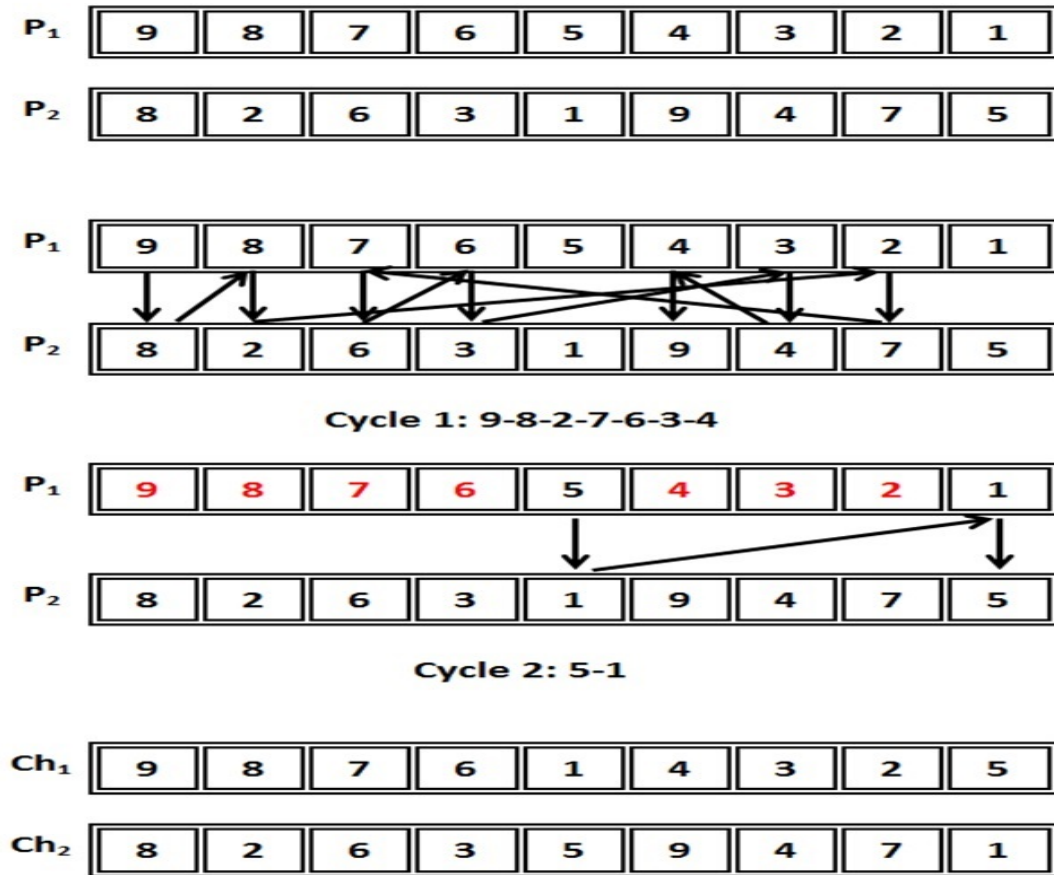 P₁ 9 8 7 6 5 4 3 2 1
P₂ 8 2 6 3 1 9 4 7 5
P₁ 9 8 7 6 5 4 3 2 1
P₂ 8 2 6 3 1 9 4 7 5
Cycle 1: 9-8-2-7-6-3-4
P₁ 9 8 7 6 5 4 3 2 1
P₂ 8 2 6 3 1 9 4 7 5
Cycle 2: 5-1
Ch₁ 9 8 7 6 1 4 3 2 5
Ch₂ 8 2 6 3 5 9 4 7 1